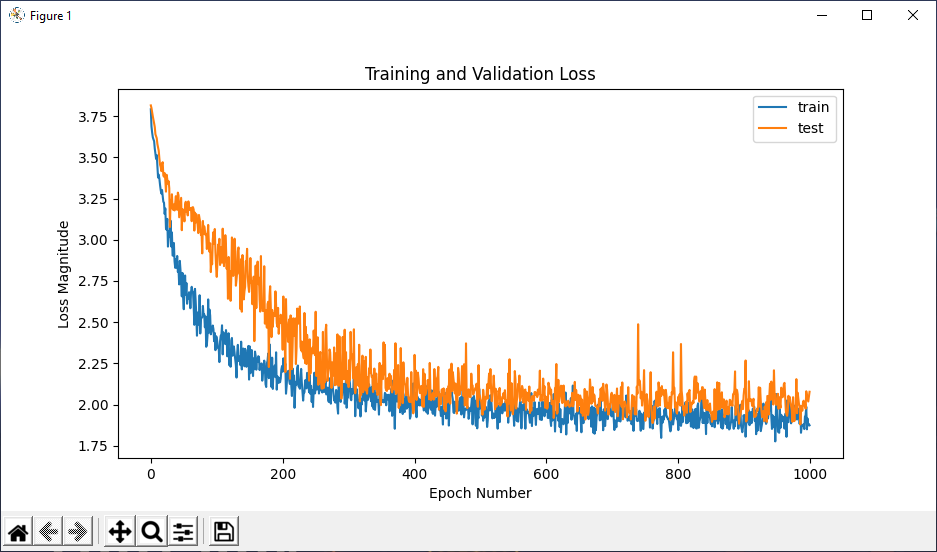 Figure 1
Training and Validation Loss
train
test
3.75
3.50
3.25
3.00
2.75
2.50
2.25
2.00
1.75
Loss Magnitude
0
200
400
600
800
1000
Epoch Number